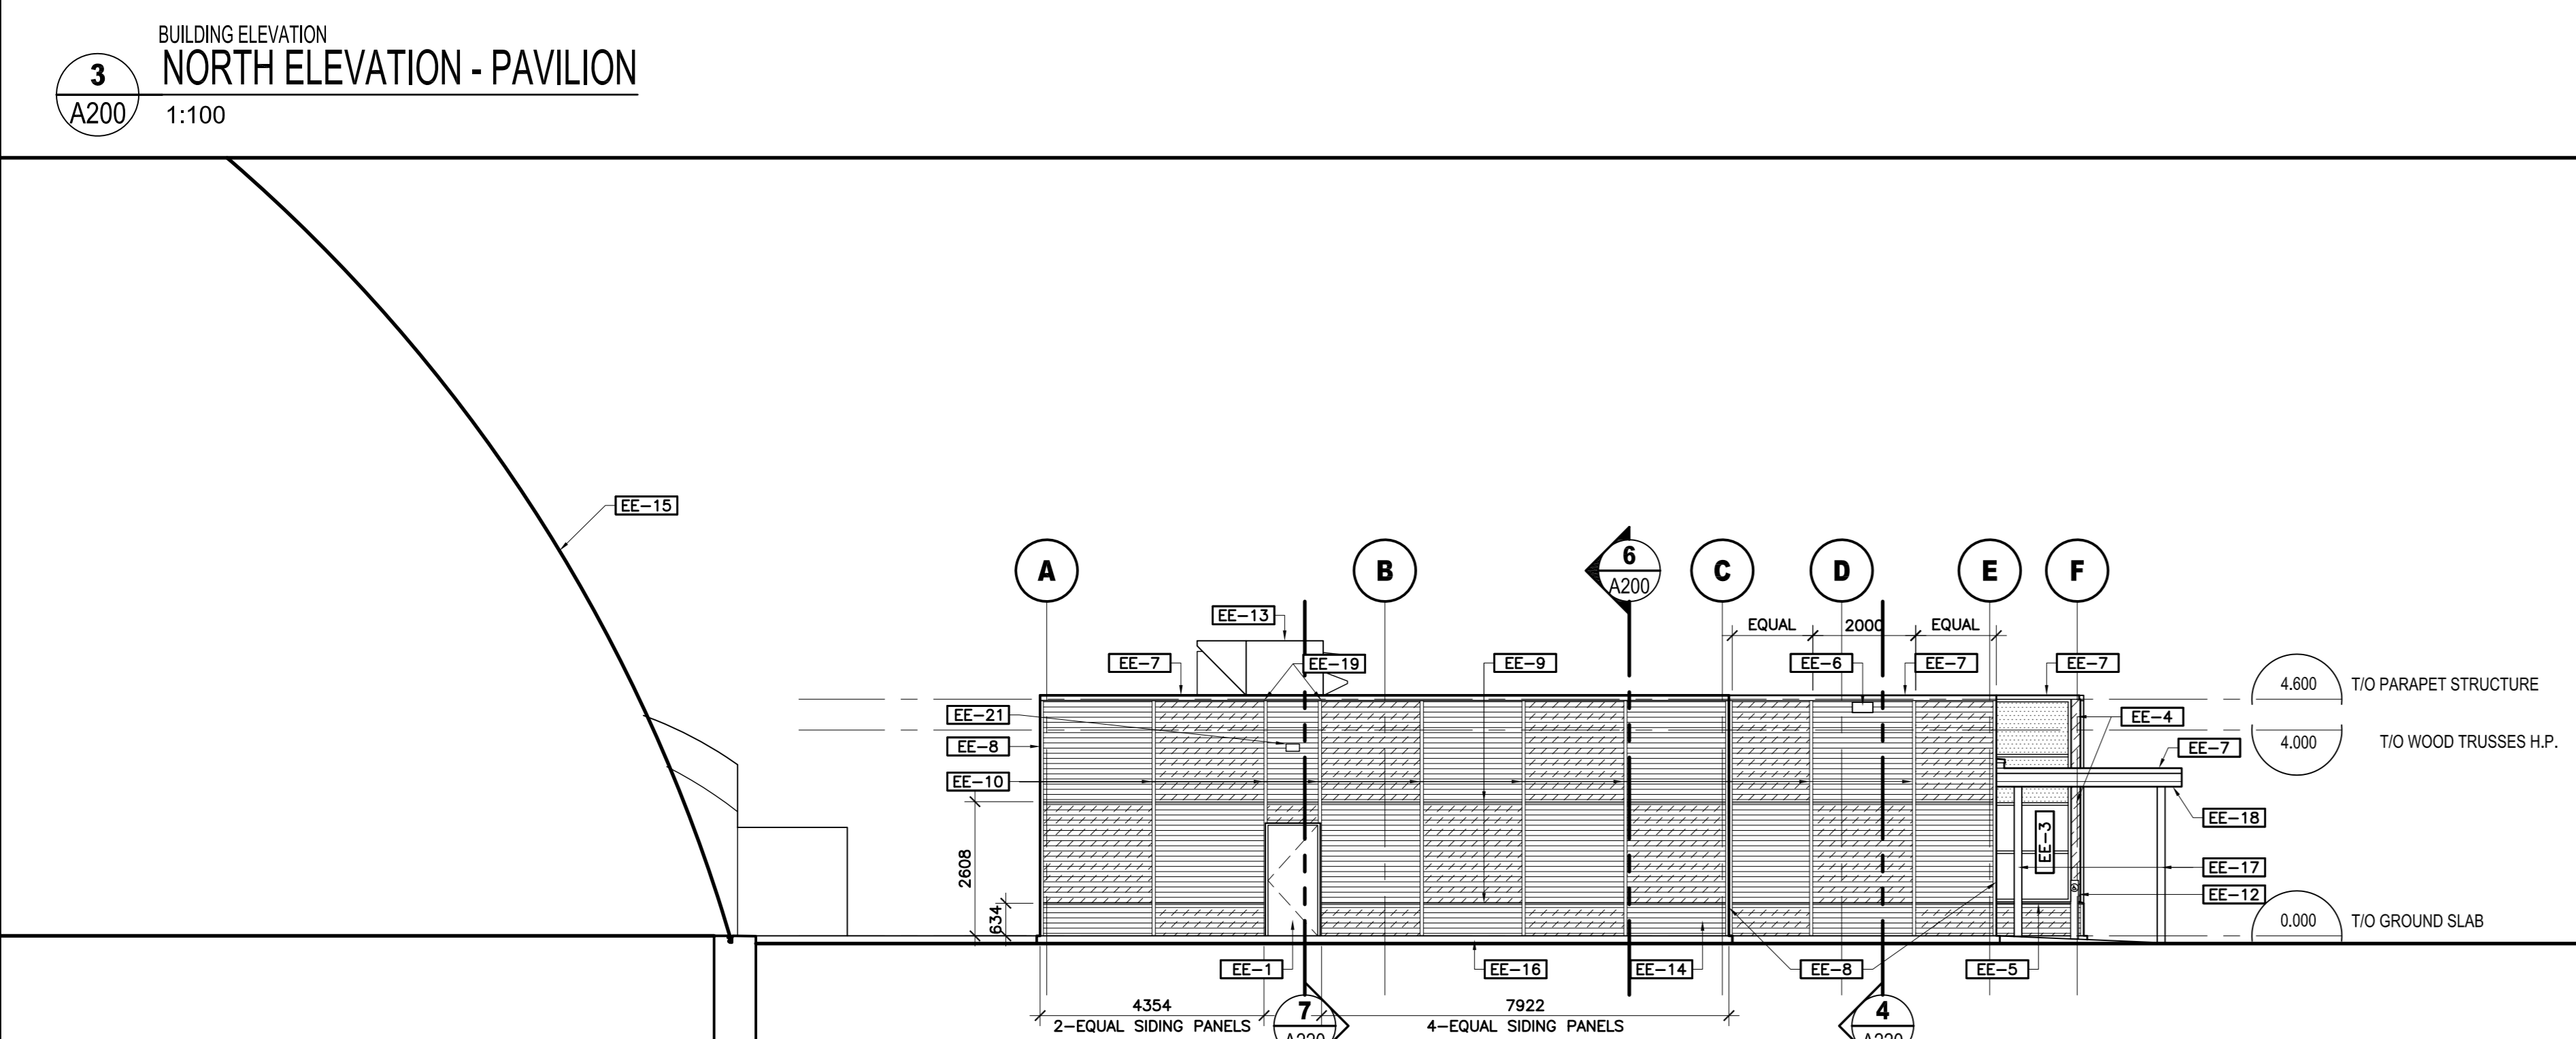 BUILDING ELEVATION
3
NORTH ELEVATION - PAVILION
A200
1:100
EE-15
A
B
6
A200
C
D
E
F
EE-13
EQUAL
2000
EQUAL
EE-7
EE-19
EE-9
EE-6
EE-7
EE-7
4.600
T/O PARAPET STRUCTURE
EE-21
EE-4
EE-8
4.000
T/O WOOD TRUSSES H.P.
EE-7
EE-10
EE-18
EE-3
2608
EE-17
EE-12
634
0.000
T/O GROUND SLAB
EE-1
EE-16
EE-14
EE-8
EE-5
4354
7
7922
4
2-EQUAL SIDING PANELS
4-EQUAL SIDING PANELS